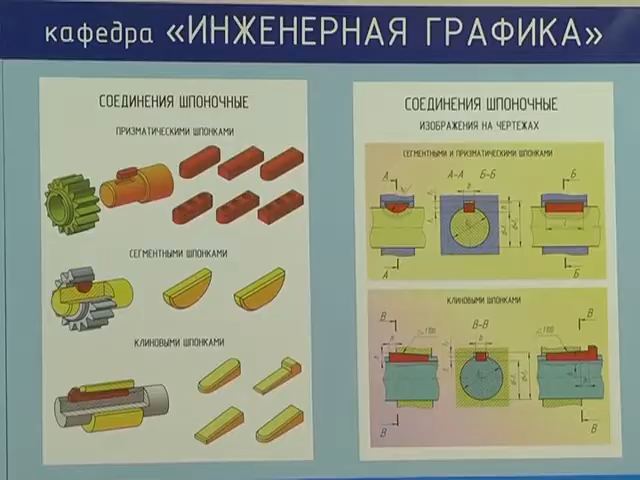 кафедра «ИНЖЕНЕРНАЯ ГРАФИКА»
СОЕДИНЕНИЯ ШПОНОЧНЫЕ
ПРИЗМАТИЧЕСКИМИ ШПОНКАМИ
СЕГМЕНТНЫМИ ШПОНКАМИ
КЛИНОВЫМИ ШПОНКАМИ
СОЕДИНЕНИЯ ШПОНОЧНЫЕ
ИЗОБРАЖЕНИЯ НА ЧЕРТЕЖАХ
СЕГМЕНТНЫМИ И ПРИЗМАТИЧЕСКИМИ ШПОНКАМИ
А А-А Б-Б Б
b
А Б
КЛИНОВЫМИ ШПОНКАМИ
В В-В В
b
В В